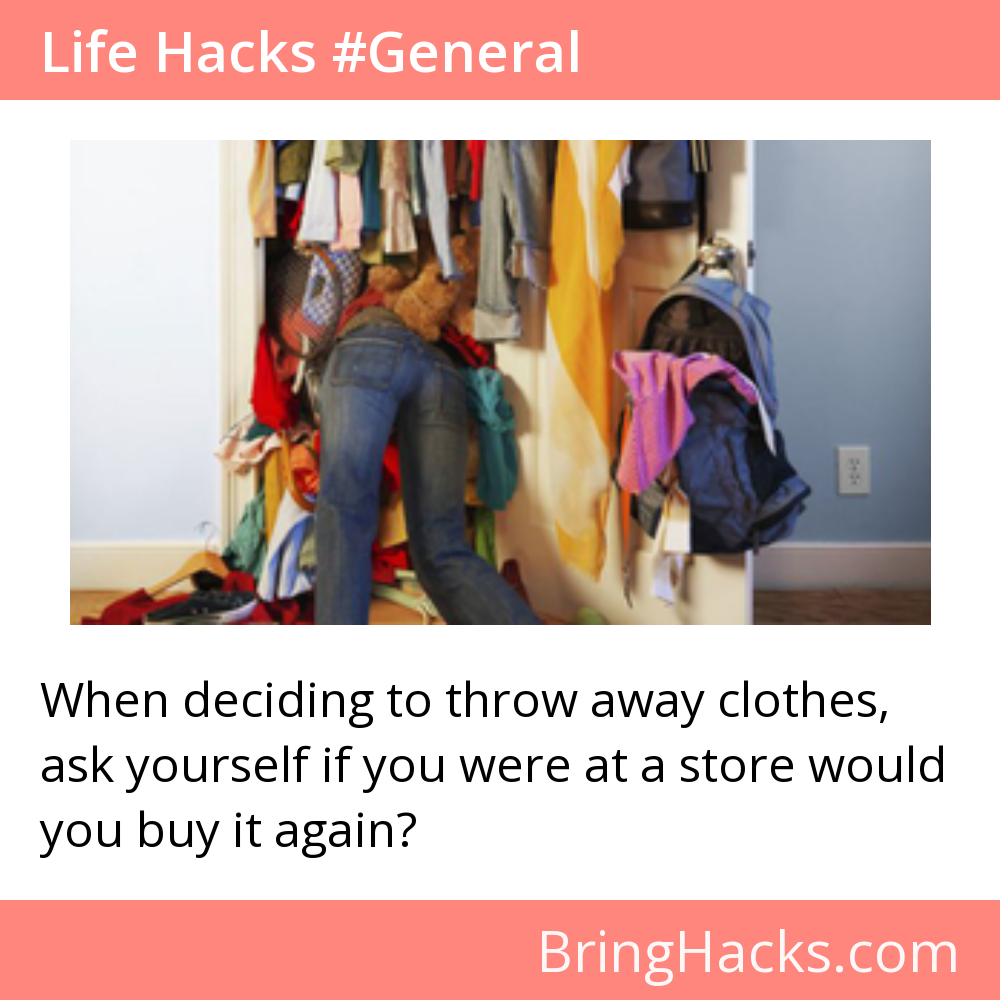 Life Hacks #General
When deciding to throw away clothes,
ask yourself if you were at a store would
you buy it again?
BringHacks.com